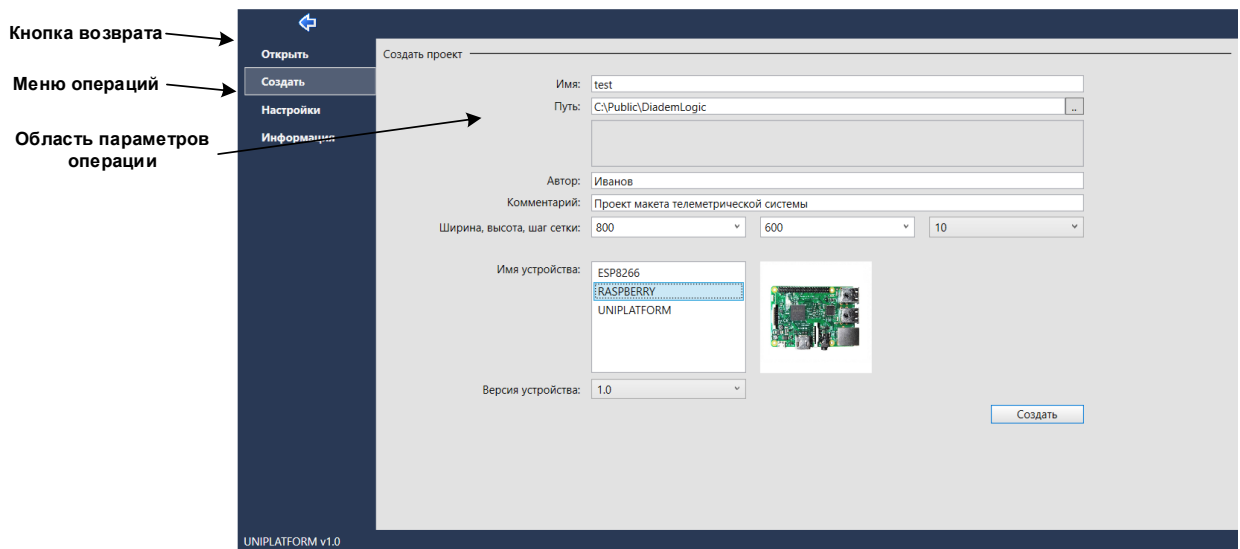 Кнопка возврата
Меню операций
Область параметров
операции
Открыть
Создать
Настройки
Информация
Создать проект
Имя: test
Путь: C:\Public\DiademLogic ..
Автор: Иванов
Комментарий: Проект макета телеметрической системы
Ширина, высота, шаг сетки: 800 600 10
Имя устройства: ESP8266
RASPBERRY
UNIPLATFORM
Версия устройства: 1.0
Создать
UNIPLATFORM v1.0